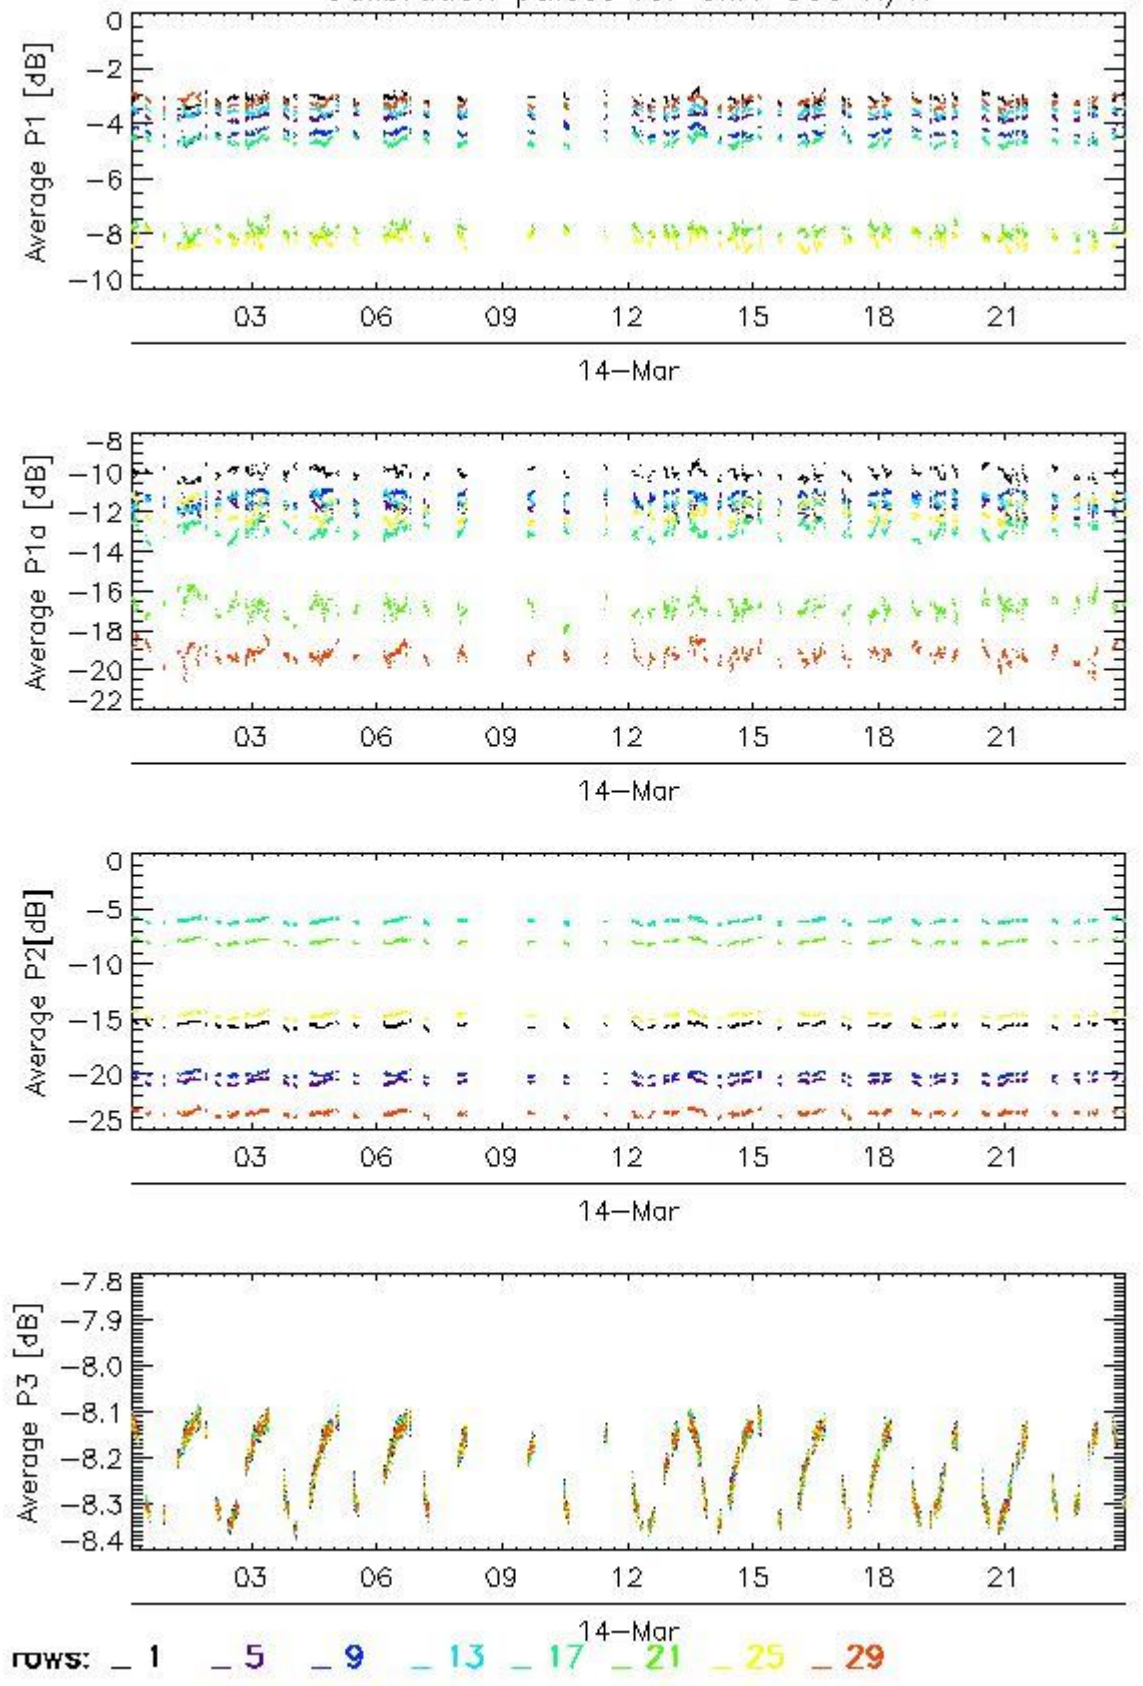 0
−2
−4
−6
−8
−10
Average P1 [dB]
03 06 09 12 15 18 21
14−Mar
−8
−10
−12
−14
−16
−18
−20
−22
Average P1a [dB]
03 06 09 12 15 18 21
14−Mar
0
−5
−10
−15
−20
−25
Average P2[dB]
03 06 09 12 15 18 21
14−Mar
−7.8
−7.9
−8.0
−8.1
−8.2
−8.3
−8.4
Average P3 [dB]
03 06 09 12 15 18 21
14−Mar
rows: _ 1 _ 5 _ 9 _ 13 _ 17 _ 21 _ 25 _ 29